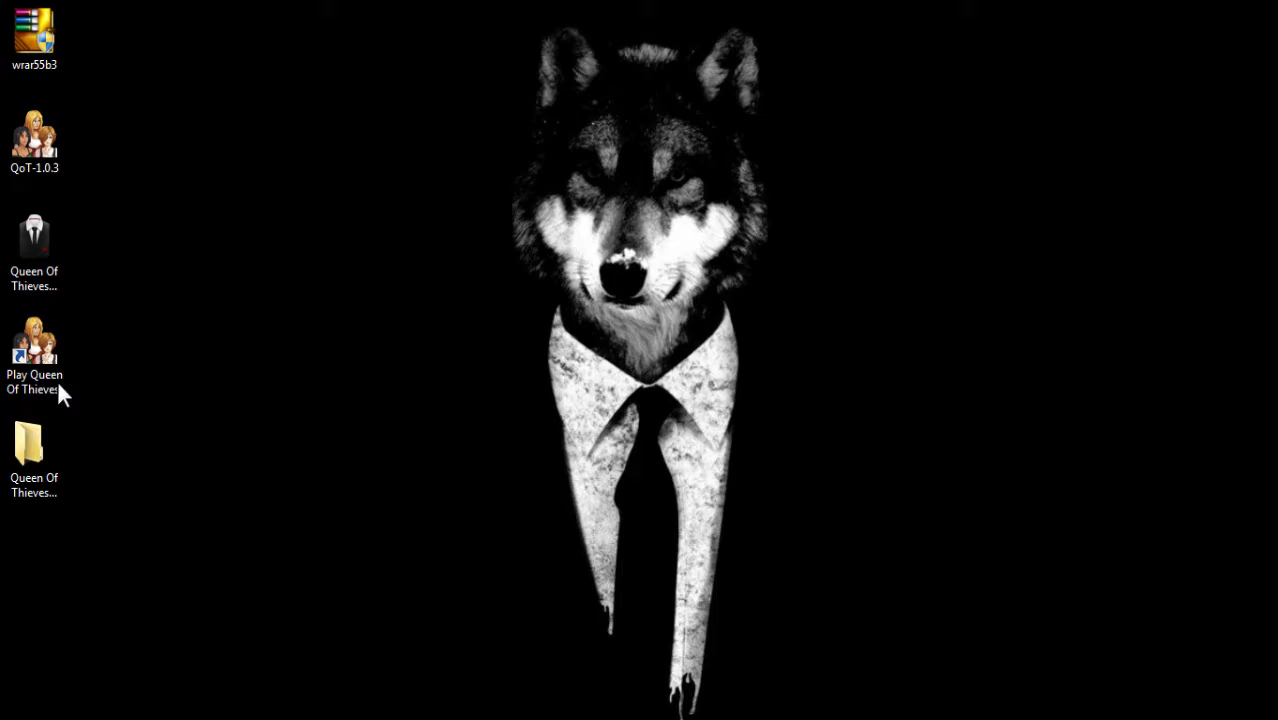 wrar55b3
QoT-1.0.3
Queen Of
Thieves...
Play Queen
Of Thieves
Queen Of
Thieves...